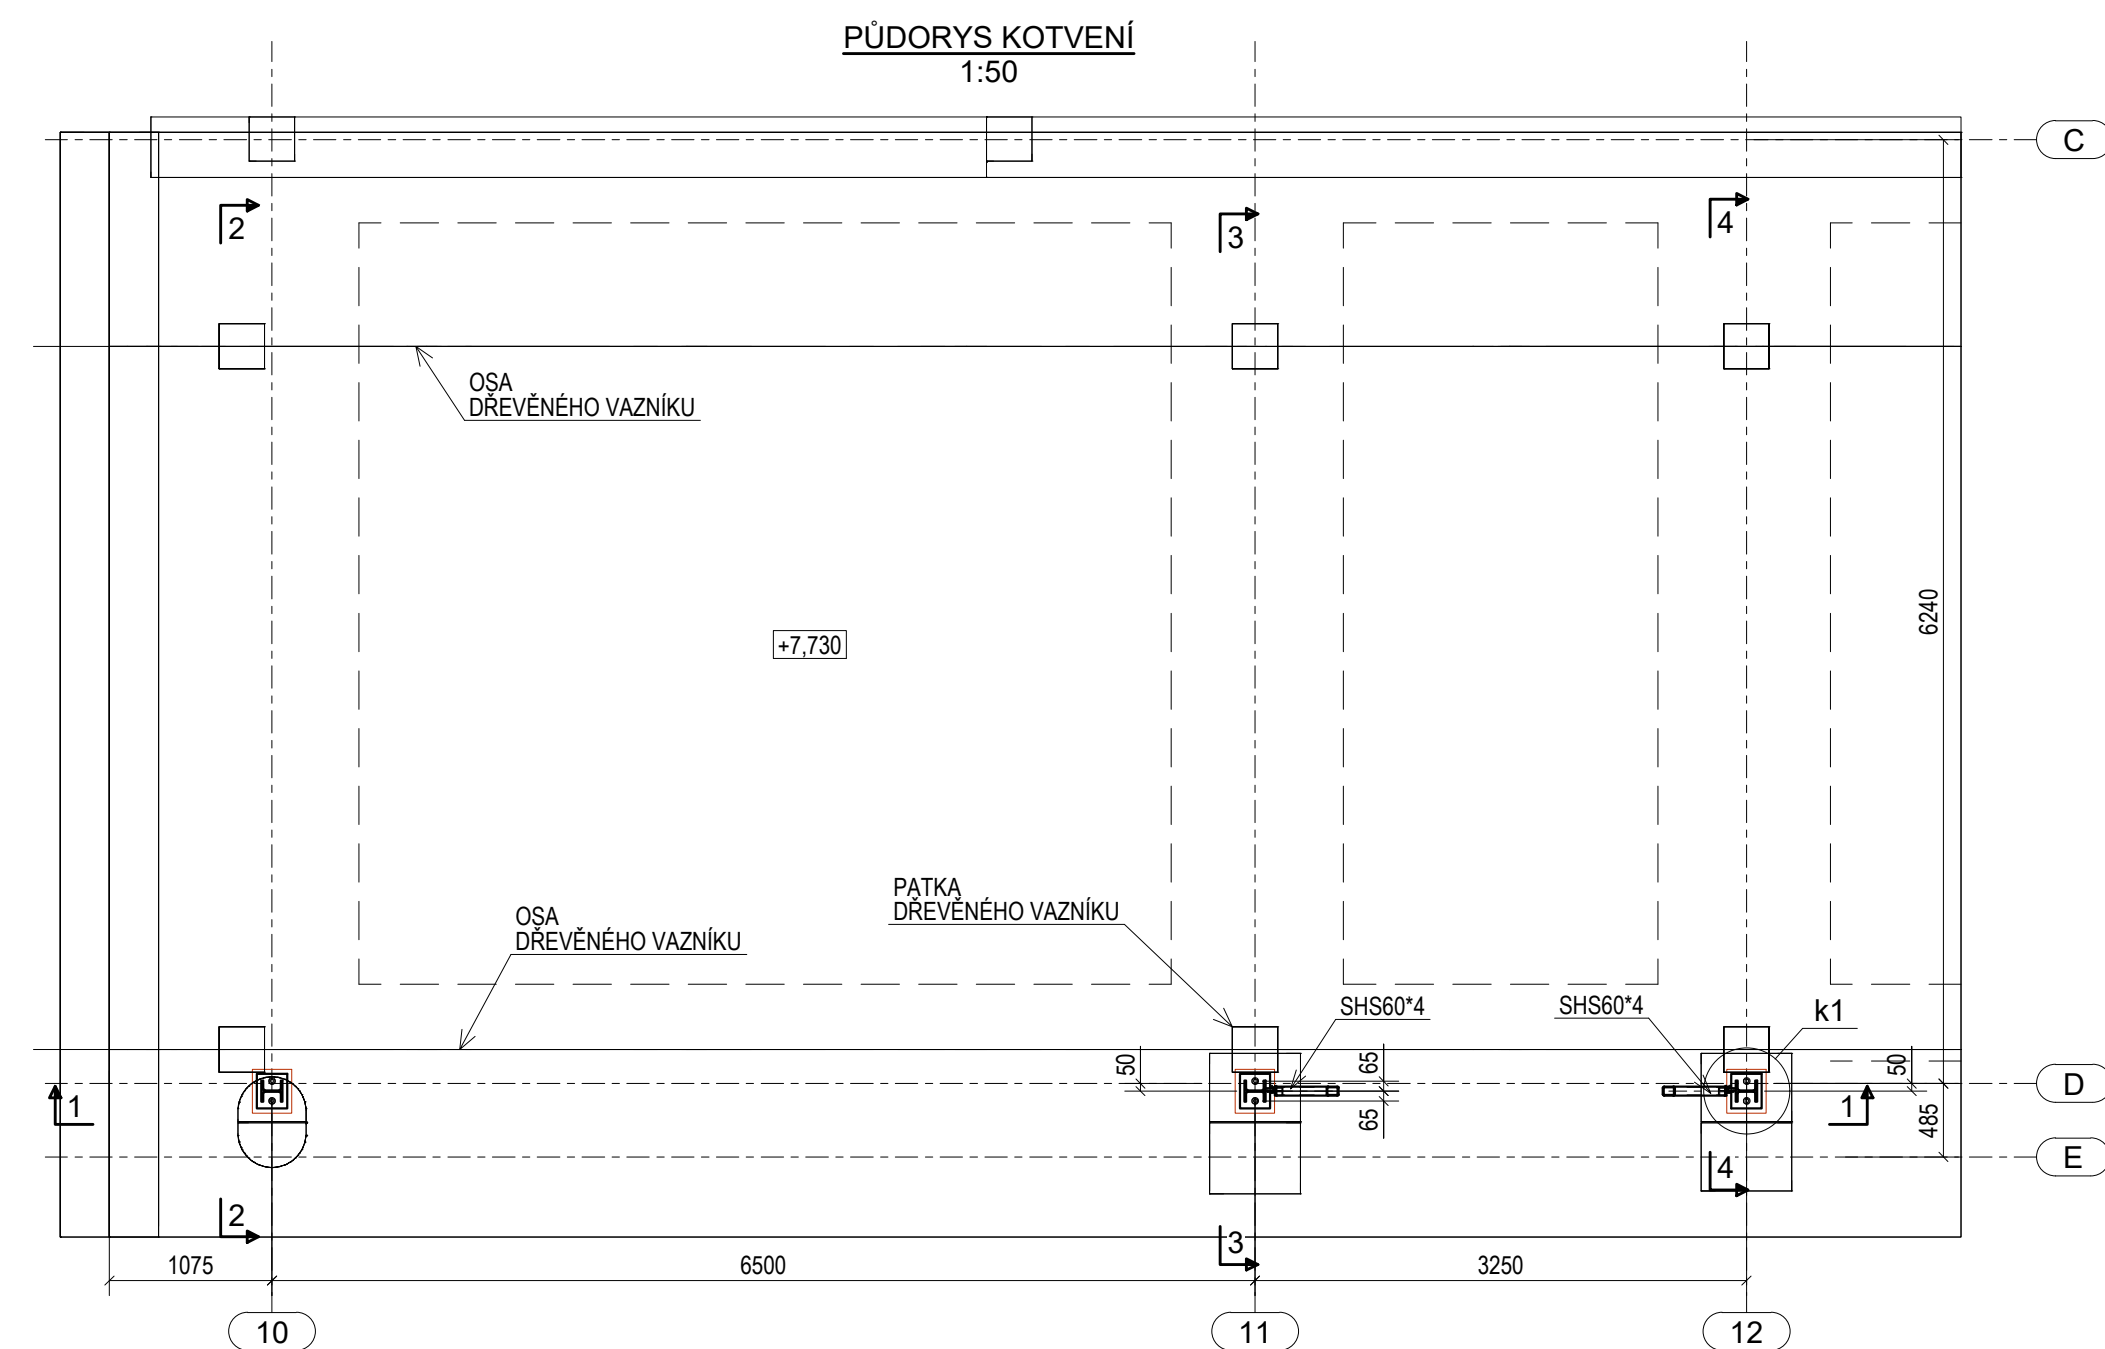 PŮDORYS KOTVENÍ
1:50
C
2
3
4
OSA
DŘEVĚNÉHO VAZNÍKU
6240
+7,730
PATKA
DŘEVĚNÉHO VAZNÍKU
OSA
DŘEVĚNÉHO VAZNÍKU
SHS60*4
SHS60*4
k1
50
65
50
D
1
1
65
485
E
4
2
3
1075
6500
3250
10
11
12